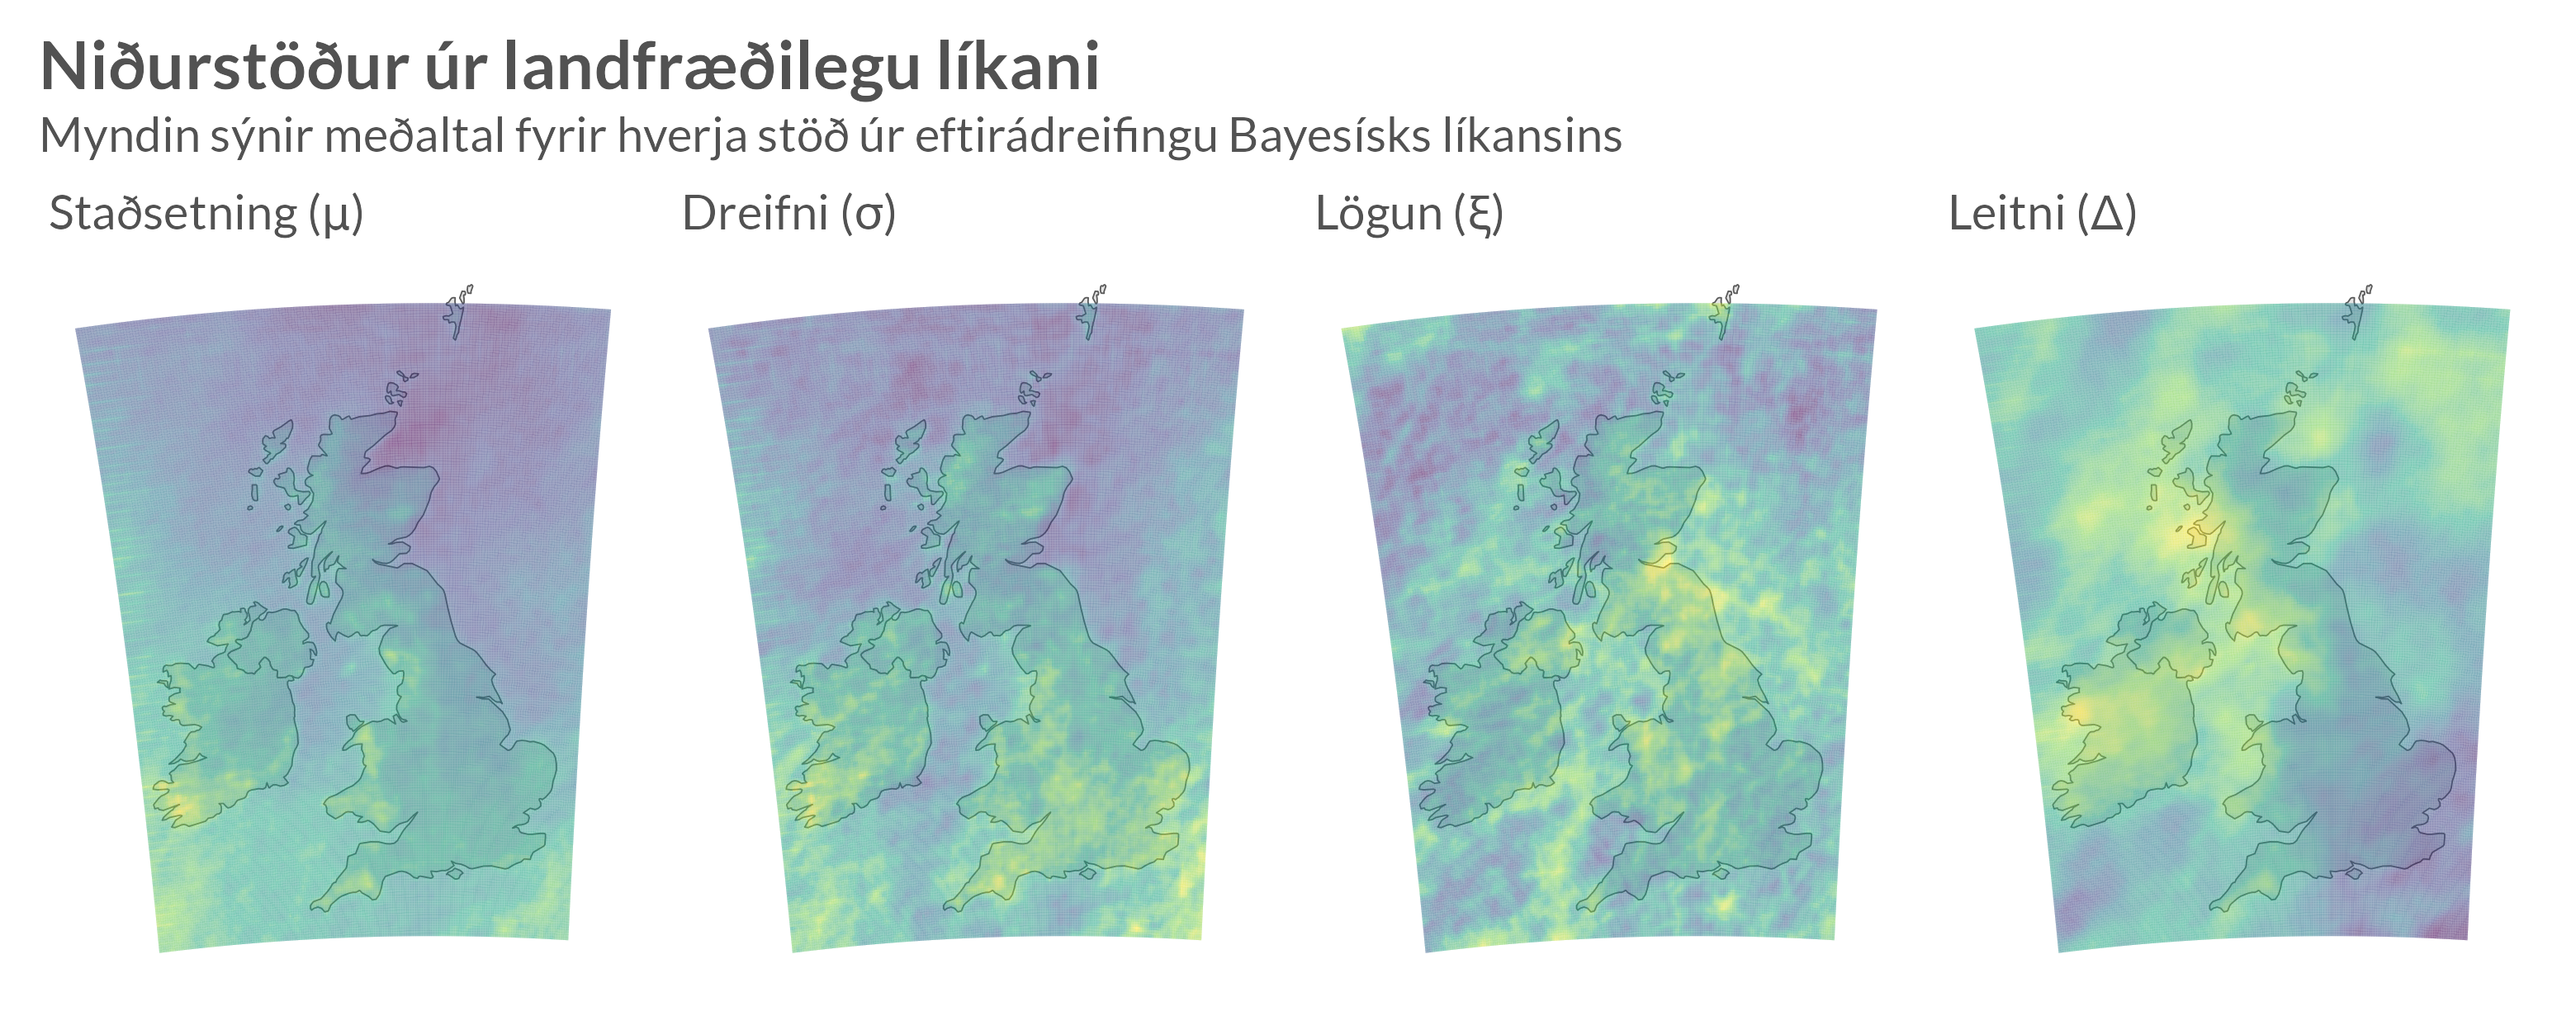 Niðurstöður úr landfræðilegu líkani
Myndin sýnir meðaltal fyrir hverja stöð úr eftirádreifingu Bayesísks líkansins
Staðsetning (μ)
Dreifni (σ)
Lögun (ξ)
Leitni (Δ)